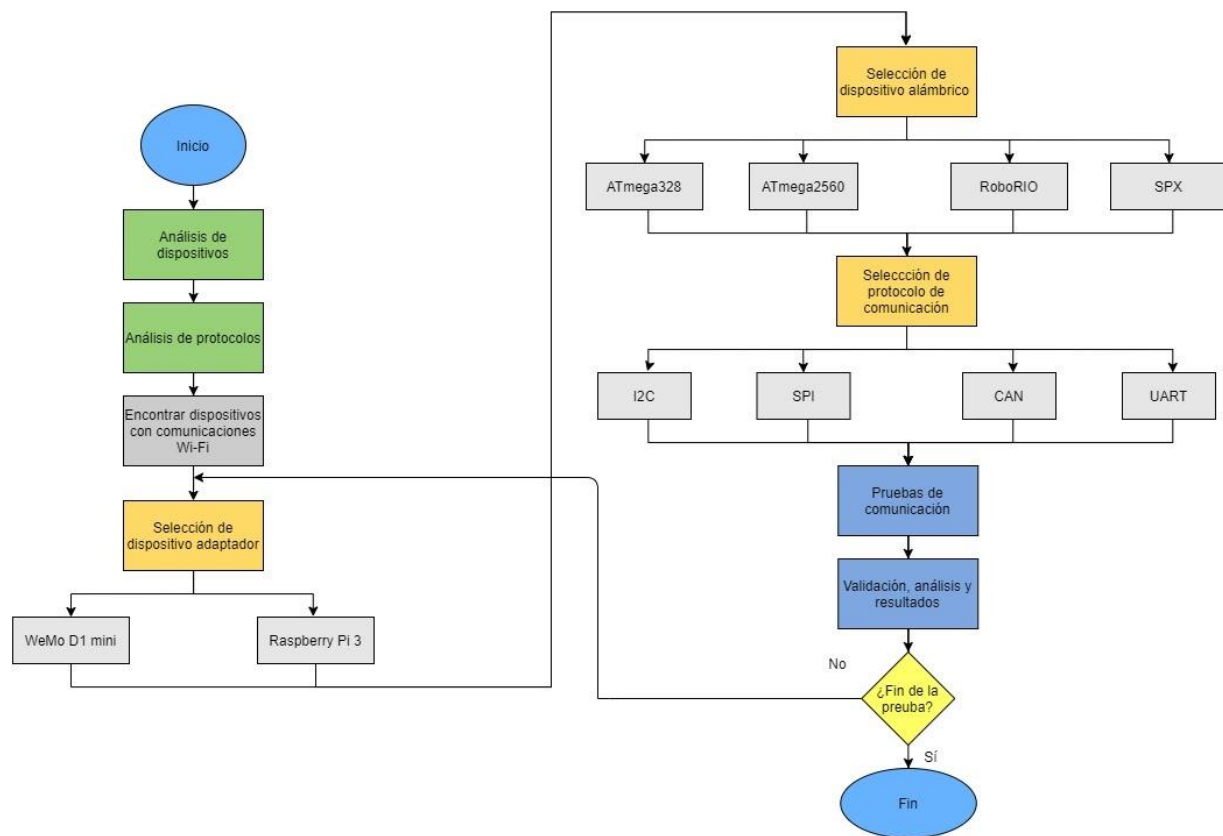 Inicio
Análisis de
dispositivos
Análisis de protocolos
Encontrar dispositivos
con comunicaciones
Wi-Fi
Selección de
dispositivo adaptador
WeMo D1 mini
Raspberry Pi 3
Selección de
dispositivo alámbrico
ATmega328
ATmega2560
RoboRIO
SPX
Seleccción de
protocolo de
comunicación
I2C
SPI
CAN
UART
Pruebas de
comunicación
Validación, análisis y
resultados
No
¿Fin de la
preuba?
Sí
Fin